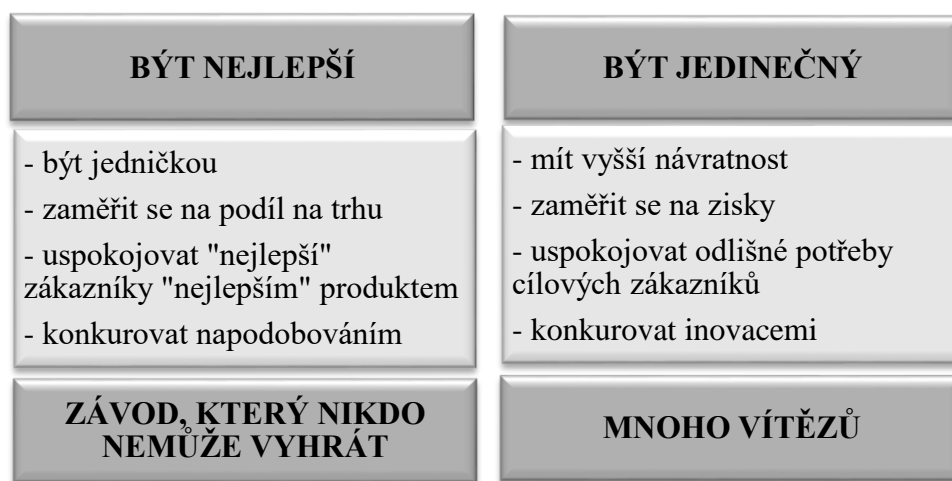 BÝT NEJLEPŠÍ
- být jedničkou
- zaměřit se na podíl na trhu
- uspokojovat "nejlepší"
zákazníky "nejlepším" produktem
- konkurovat napodobováním
ZÁVOD, KTERÝ NIKDO
NEMŮŽE VYHRÁT
BÝT JEDINEČNÝ
- mít vyšší návratnost
- zaměřit se na zisky
- uspokojovat odlišné potřeby
cílových zákazníků
- konkurovat inovacemi
MNOHO VÍTĚZŮ